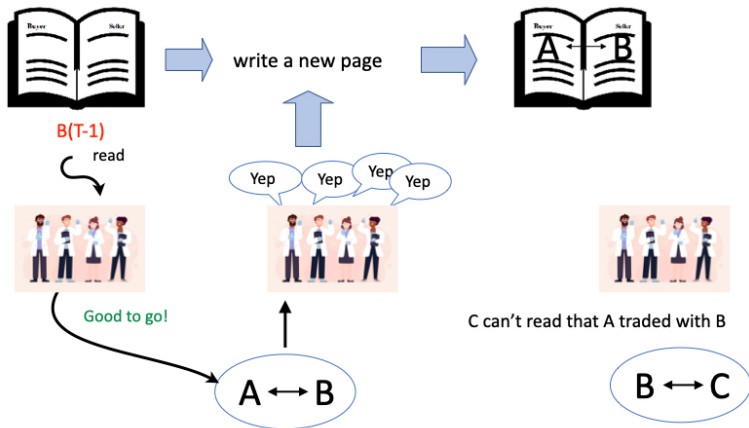 Buyer Seller
Buyer Seller
A ↔ B
write a new page
B(T-1)
read
Yep
Yep
Yep
Yep
Good to go!
C can't read that A traded with B
A ↔ B
B ↔ C